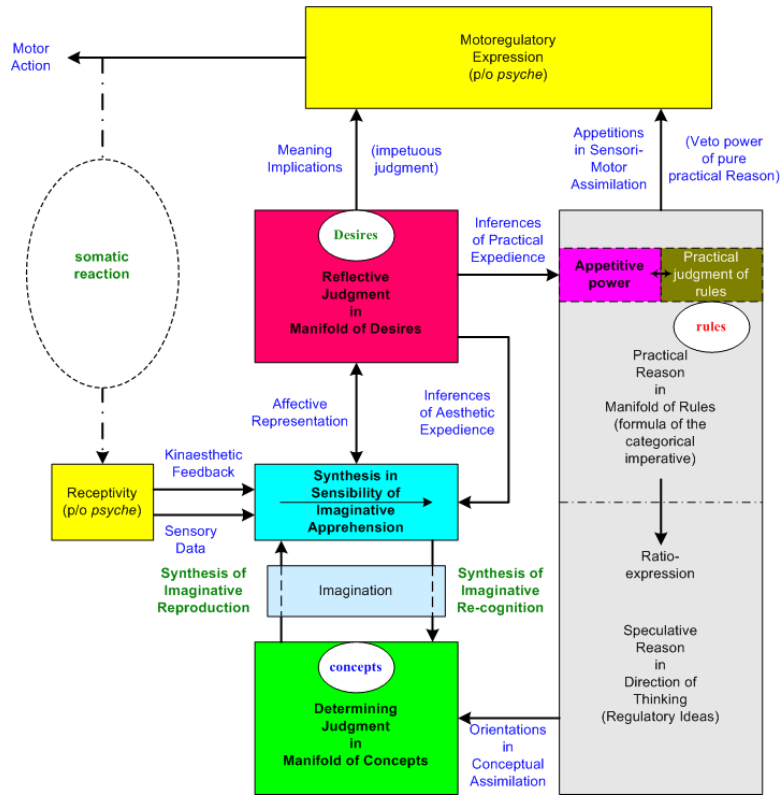 Motoregulatory
Expression
(p/o psyche)
Motor
Action
Meaning
Implications
(impetuous
judgment)
Appetitions
in Sensori-
Motor
Assimilation
(Veto power
of pure
practical Reason)
somatic
reaction
Desires
Reflective
Judgment
in
Manifold of Desires
Inferences
of Practical
Expedience
Appetitive
power
Practical
judgment of
rules
rules
Practical
Reason
in
Manifold of Rules
(formula of the
categorical
imperative)
Affective
Representation
Inferences
of Aesthetic
Expedience
Kinaesthetic
Feedback
Receptivity
(p/o psyche)
Sensory
Data
Synthesis in
Sensibility of
Imaginative
Apprehension
Synthesis of
Imaginative
Reproduction
Imagination
Synthesis of
Imaginative
Re-cognition
Ratio-
expression
Speculative
Reason
in
Direction of
Thinking
(Regulatory Ideas)
concepts
Determining
Judgment
in
Manifold of Concepts
Orientations
in
Conceptual
Assimilation